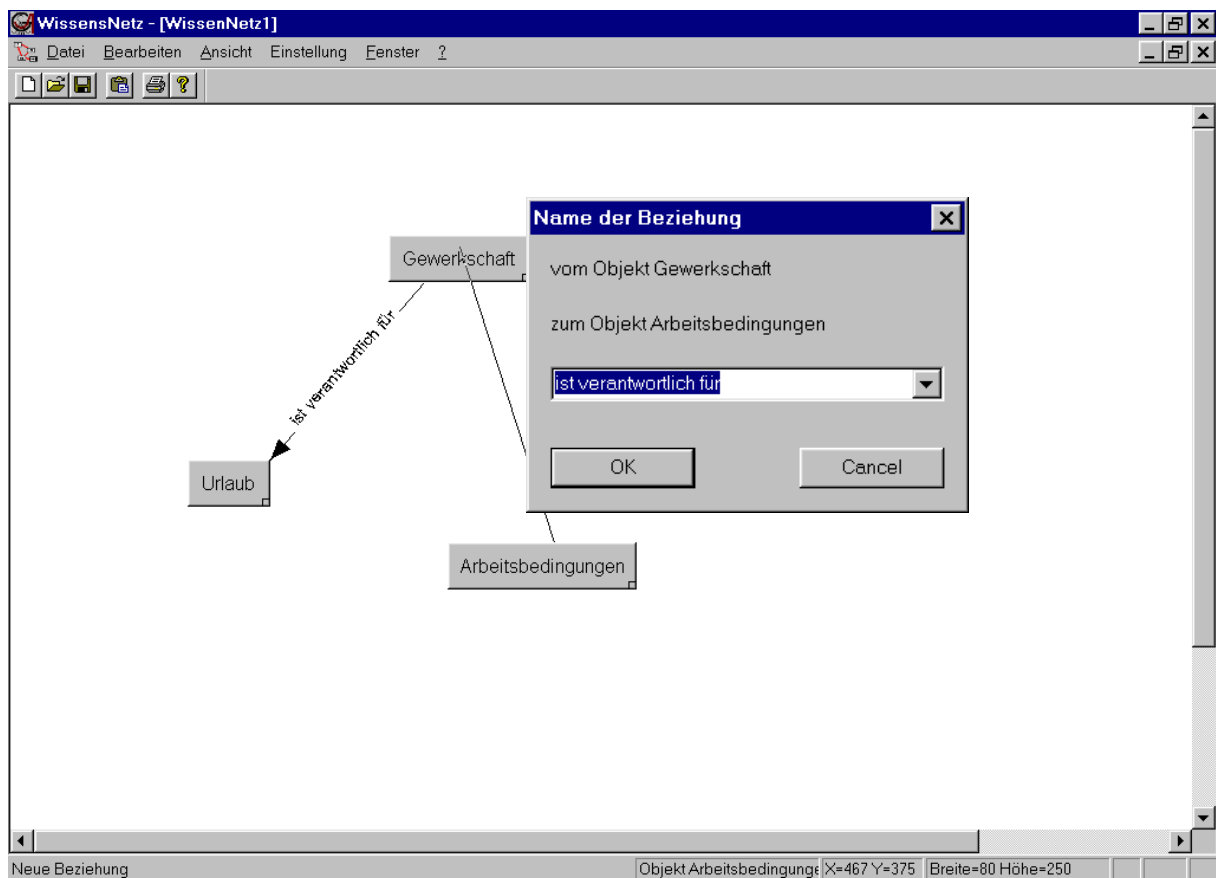 WissensNetz - [WissenNetz1]
Datei Bearbeiten Ansicht Einstellung Fenster ?
Name der Beziehung
Gewerkschaft
vom Objekt Gewerkschaft
zum Objekt Arbeitsbedingungen
ist verantwortlich für
ist verantwortlich für
OK Cancel
Urlaub
Arbeitsbedingungen
Neue Beziehung Objekt Arbeitsbedingunge X=467 Y=375 Breite=80 Höhe=250